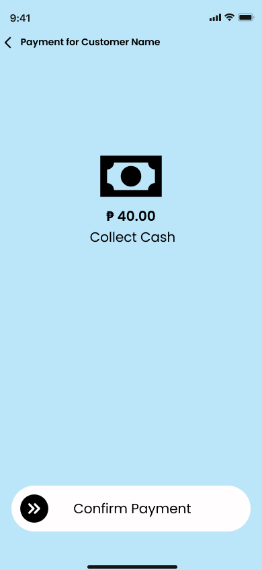 9:41
Payment for Customer Name
₱ 40.00
Collect Cash
Confirm Payment